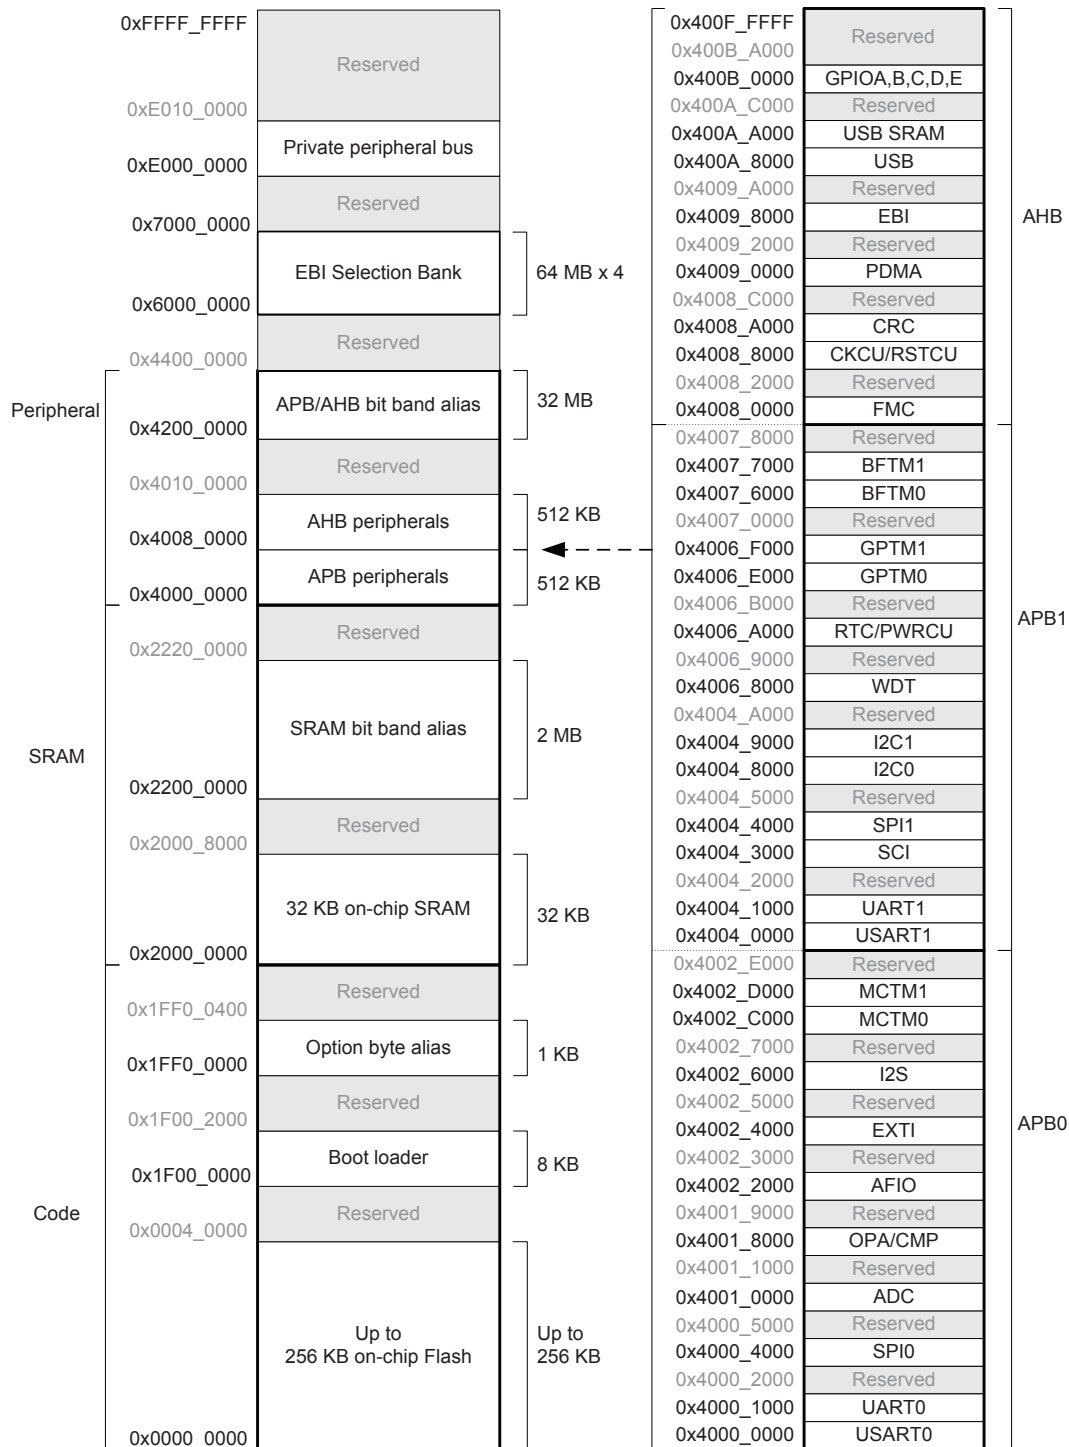 0xFFFF_FFFF
Reserved
0xE010_0000
Private peripheral bus
0xE000_0000
Reserved
0x7000_0000
EBI Selection Bank
64 MB x 4
0x6000_0000
Reserved
0x4400_0000
Peripheral
APB/AHB bit band alias
32 MB
0x4200_0000
Reserved
0x4010_0000
AHB peripherals
512 KB
0x4008_0000
APB peripherals
512 KB
0x4000_0000
Reserved
0x2220_0000
SRAM bit band alias
2 MB
SRAM
0x2200_0000
Reserved
0x2000_8000
32 KB on-chip SRAM
32 KB
0x2000_0000
Reserved
0x1FF0_0400
Option byte alias
1 KB
0x1FF0_0000
Reserved
0x1F00_2000
Boot loader
8 KB
0x1F00_0000
Code
Reserved
0x0004_0000
Up to
256 KB on-chip Flash
Up to
256 KB
0x0000_0000
0x400F_FFFF
Reserved
0x400B_A000
0x400B_0000 GPIOA,B,C,D,E
0x400A_C000 Reserved
0x400A_A000 USB SRAM
0x400A_8000 USB
0x4009_A000 Reserved
0x4009_8000 EBI
AHB
0x4009_2000 Reserved
0x4009_0000 PDMA
0x4008_C000 Reserved
0x4008_A000 CRC
0x4008_8000 CKCU/RSTCU
0x4008_2000 Reserved
0x4008_0000 FMC
0x4007_8000 Reserved
0x4007_7000 BFTM1
0x4007_6000 BFTM0
0x4007_0000 Reserved
0x4006_F000 GPTM1
0x4006_E000 GPTM0
0x4006_B000 Reserved
APB1
0x4006_A000 RTC/PWRCU
0x4006_9000 Reserved
0x4006_8000 WDT
0x4004_A000 Reserved
0x4004_9000 I2C1
0x4004_8000 I2C0
0x4004_5000 Reserved
0x4004_4000 SPI1
0x4004_3000 SCI
0x4004_2000 Reserved
0x4004_1000 UART1
0x4004_0000 USART1
0x4002_E000 Reserved
0x4002_D000 MCTM1
0x4002_C000 MCTM0
0x4002_7000 Reserved
0x4002_6000 I2S
0x4002_5000 Reserved
APB0
0x4002_4000 EXTI
0x4002_3000 Reserved
0x4002_2000 AFIO
0x4001_9000 Reserved
0x4001_8000 OPA/CMP
0x4001_1000 Reserved
0x4001_0000 ADC
0x4000_5000 Reserved
0x4000_4000 SPI0
0x4000_2000 Reserved
0x4000_1000 UART0
0x4000_0000 USART0